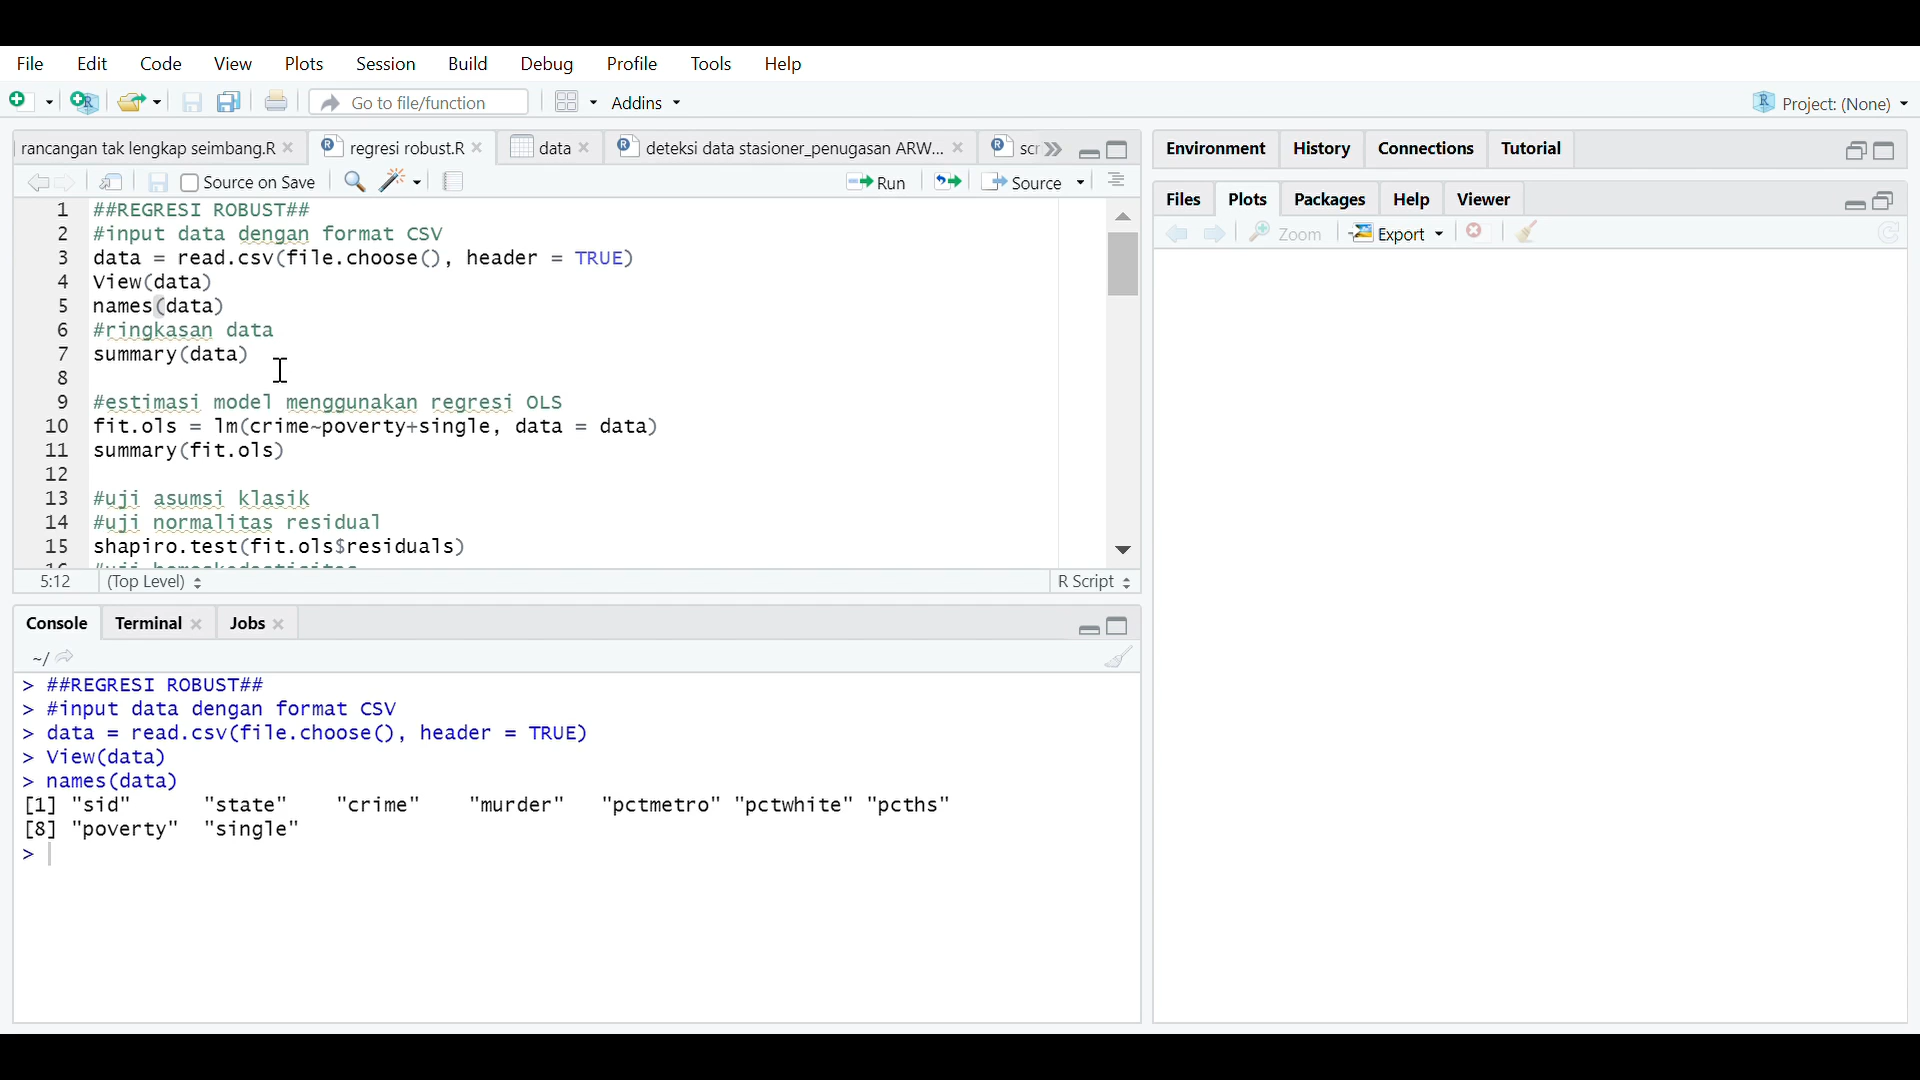 File Edit Code View Plots Session Build Debug Profile Tools Help
Go to file/function Addins Project: (None)
rancangan tak lengkap seimbang.R regresi robust.R data deteksi data stasioner_penugasan ARW...
Source on Save Run Source
1 ##REGRESI ROBUST##
2 #input data dengan format CSV
3 data = read.csv(file.choose(), header = TRUE)
4 View(data)
5 names(data)
6 #ringkasan data
7 summary(data)
8
9 #estimasi model menggunakan regresi OLS
10 fit.ols = lm(crime~poverty+single, data = data)
11 summary(fit.ols)
12
13 #uji asumsi klasik
14 #uji normalitas residual
15 shapiro.test(fit.ols$residuals)
5:12 (Top Level) R Script
Console Terminal Jobs
~/
> ##REGRESI ROBUST##
> #input data dengan format CSV
> data = read.csv(file.choose(), header = TRUE)
> View(data)
> names(data)
[1] "sid" "state" "crime" "murder" "pctmetro" "pctwhite" "pcths"
[8] "poverty" "single"
>
Environment History Connections Tutorial
Files Plots Packages Help Viewer
Zoom Export